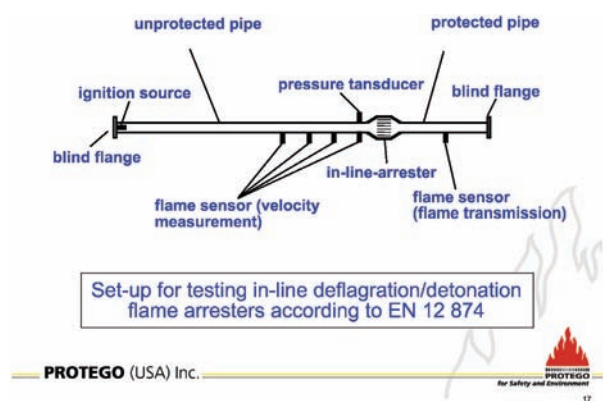 unprotected pipe
protected pipe
pressure tansducer
ignition source
blind flange
blind flange
in-line-arrester
flame sensor (velocity
measurement)
flame sensor
(flame transmission)
Set-up for testing in-line deflagration/detonation
flame arresters according to EN 12 874
PROTEGO (USA) Inc.
PROTEGO
for Safety and Environment
17